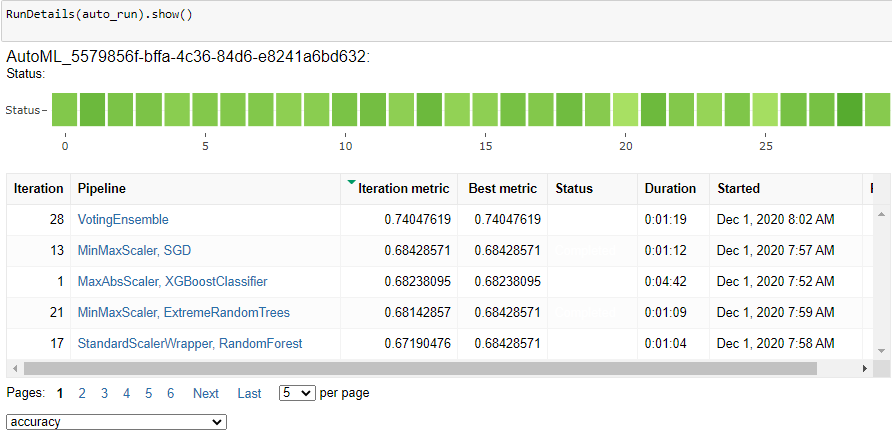 RunDetails(auto_run).show()
AutoML_5579856f-bffa-4c36-84d6-e8241a6bd632:
Status:
Status
0 5 10 15 20 25
Iteration Pipeline Iteration metric Best metric Status Duration Started
28 VotingEnsemble 0.74047619 0.74047619 0:01:19 Dec 1, 2020 8:02 AM
13 MinMaxScaler, SGD 0.68428571 0.68428571 0:01:12 Dec 1, 2020 7:57 AM
1 MaxAbsScaler, XGBoostClassifier 0.68238095 0.68238095 0:04:42 Dec 1, 2020 7:52 AM
21 MinMaxScaler, ExtremeRandomTrees 0.68142857 0.68428571 0:01:09 Dec 1, 2020 7:59 AM
17 StandardScalerWrapper, RandomForest 0.67190476 0.68428571 0:01:04 Dec 1, 2020 7:58 AM
Pages: 1 2 3 4 5 6 Next Last 5 per page
accuracy